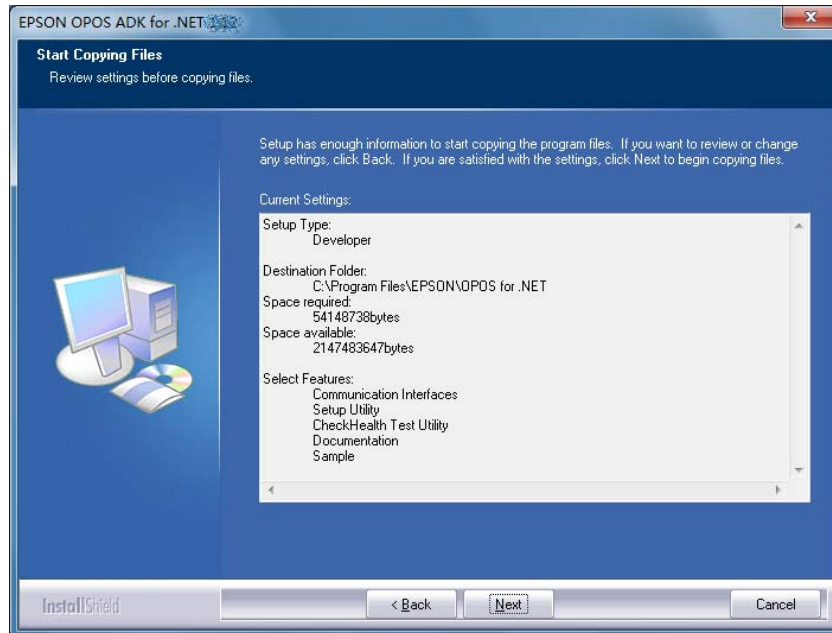 EPSON OPOS ADK for .NET
Start Copying Files
Review settings before copying files.
Setup has enough information to start copying the program files. If you want to review or change
any settings, click Back. If you are satisfied with the settings, click Next to begin copying files.
Current Settings:
Setup Type:
Developer
Destination Folder:
C:\Program Files\EPSON\OPOS for .NET
Space required:
54148738bytes
Space available:
2147483647bytes
Select Features:
Communication Interfaces
Setup Utility
CheckHealth Test Utility
Documentation
Sample
InstallShield
< Back
Next
Cancel